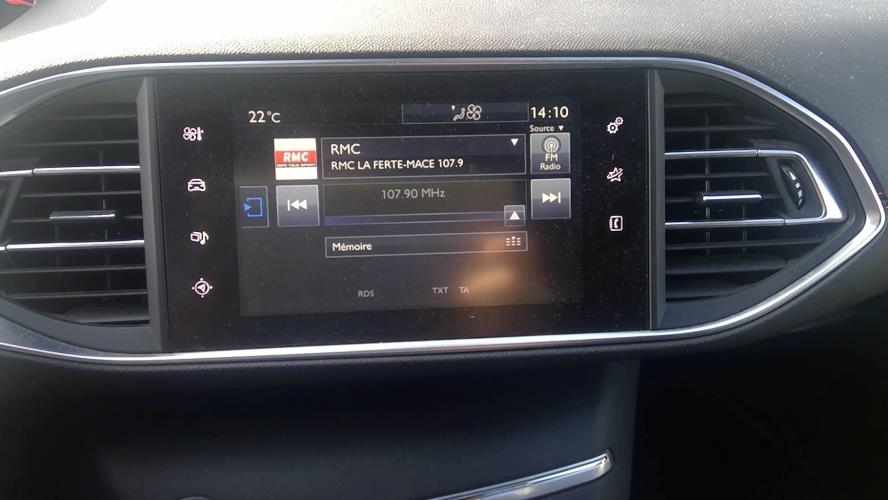 22°C
14:10
Source
RMC
RMC
RMC LA FERTE-MACE 107.9
FM
Radio
107.90 MHz
Mémoire
RDS
TXT TA